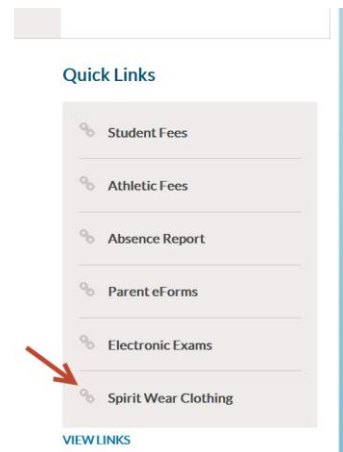 Quick Links
Student Fees
Athletic Fees
Absence Report
Parent eForms
Electronic Exams
Spirit Wear Clothing
VIEW LINKS